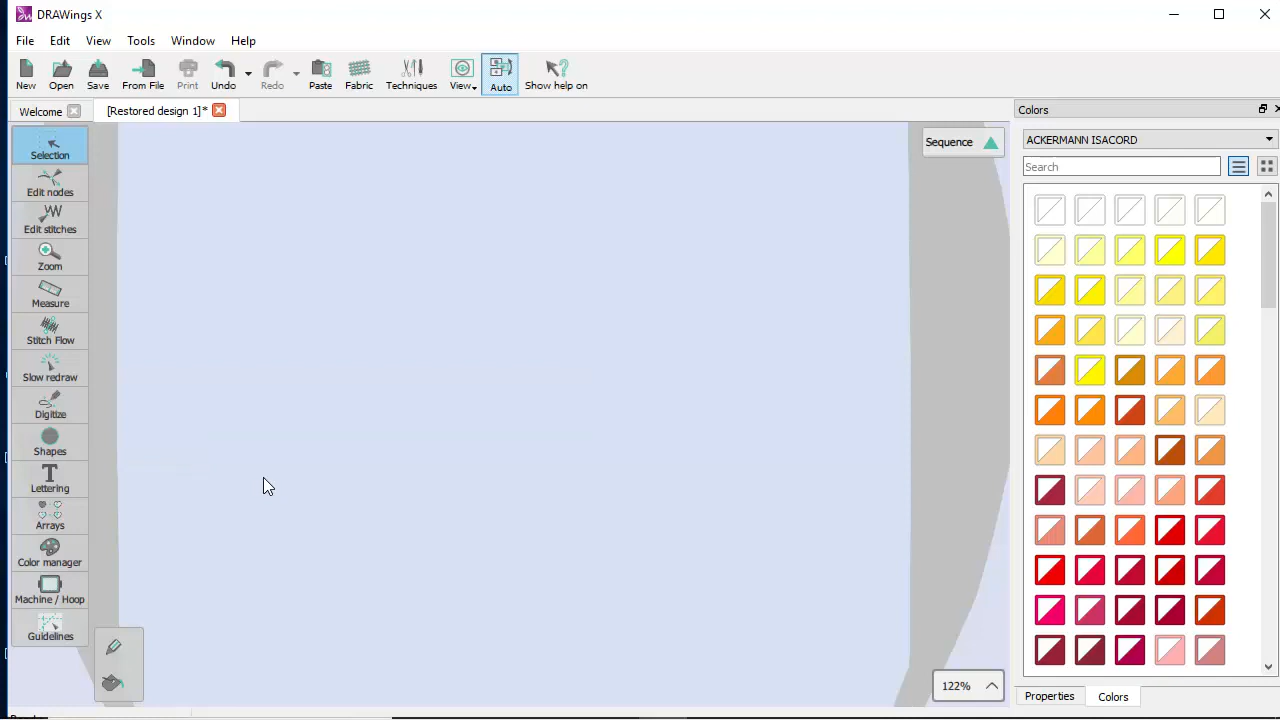 DRAWings X
File Edit View Tools Window Help
New Open Save From File Print Undo Redo Paste Fabric Techniques View Auto Show help on
Welcome [Restored design 1]*
Colors
Sequence
ACKERMANN ISACORD
Search
Selection
Edit nodes
Edit stitches
Zoom
Measure
Stitch Flow
Slow redraw
Digitize
Shapes
Lettering
Arrays
Color manager
Machine / Hoop
Guidelines
122%
Properties Colors